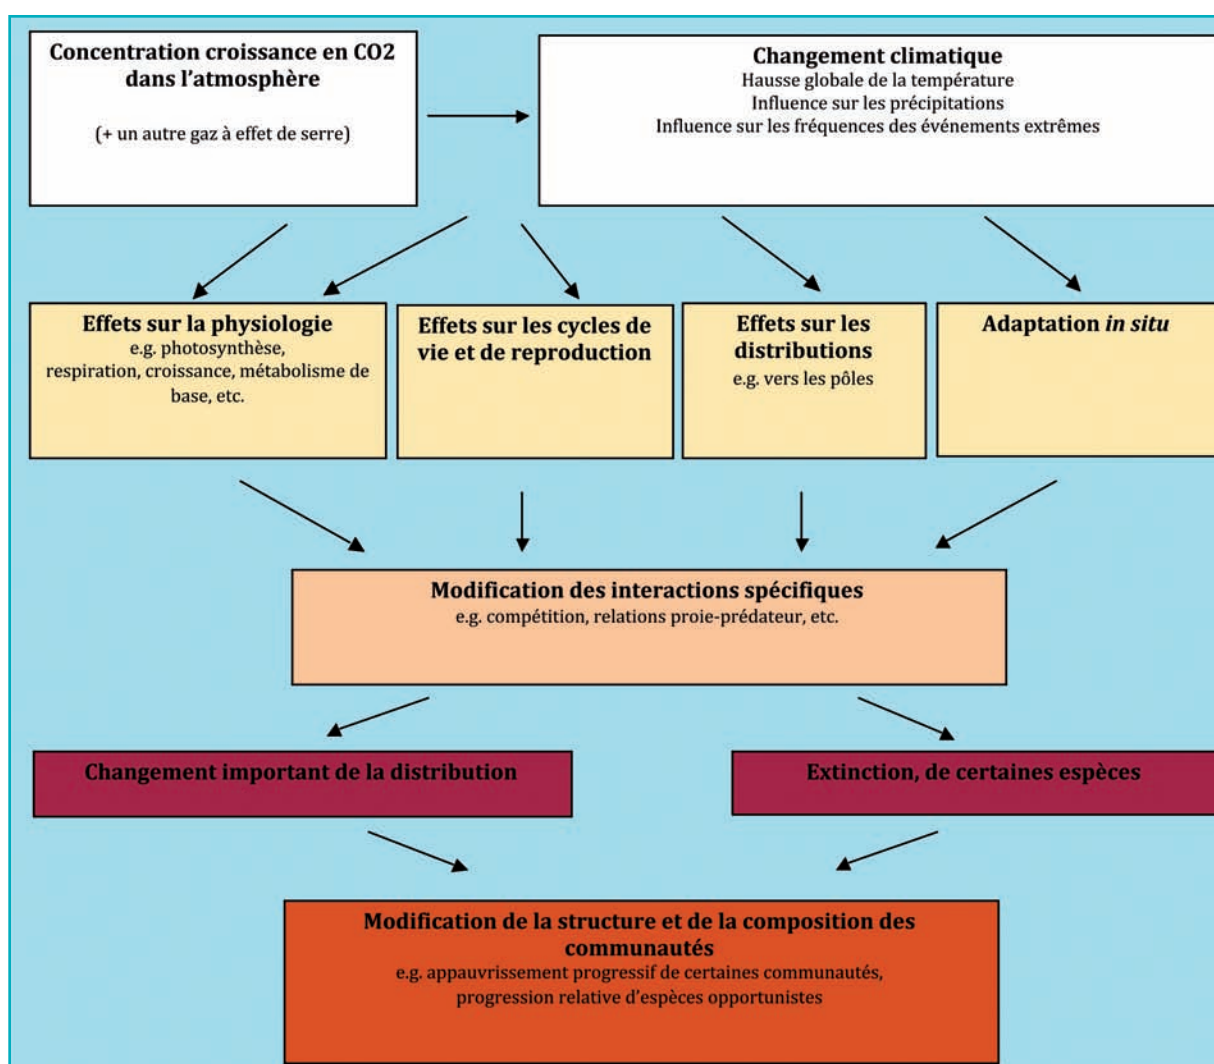 Concentration croissance en CO2
dans l'atmosphère
(+ un autre gaz à effet de serre)
Changement climatique
Hausse globale de la température
Influence sur les précipitations
Influence sur les fréquences des événements extrêmes
Effets sur la physiologie
e.g. photosynthèse,
respiration, croissance, métabolisme de
base, etc.
Effets sur les cycles de
vie et de reproduction
Effets sur les
distributions
e.g. vers les pôles
Adaptation in situ
Modification des interactions spécifiques
e.g. compétition, relations proie-prédateur, etc.
Changement important de la distribution
Extinction, de certaines espèces
Modification de la structure et de la composition des
communautés
e.g. appauvrissement progressif de certaines communautés,
progression relative d'espèces opportunistes